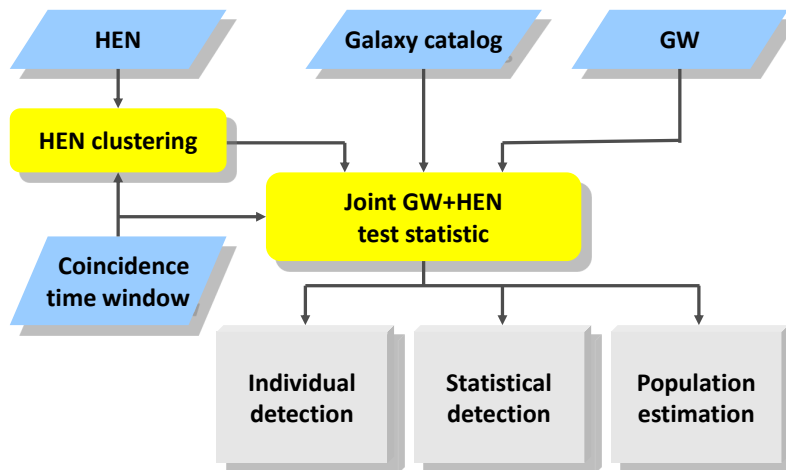 HEN
Galaxy catalog
GW
HEN clustering
Joint GW+HEN
test statistic
Coincidence
time window
Individual
detection
Statistical
detection
Population
estimation